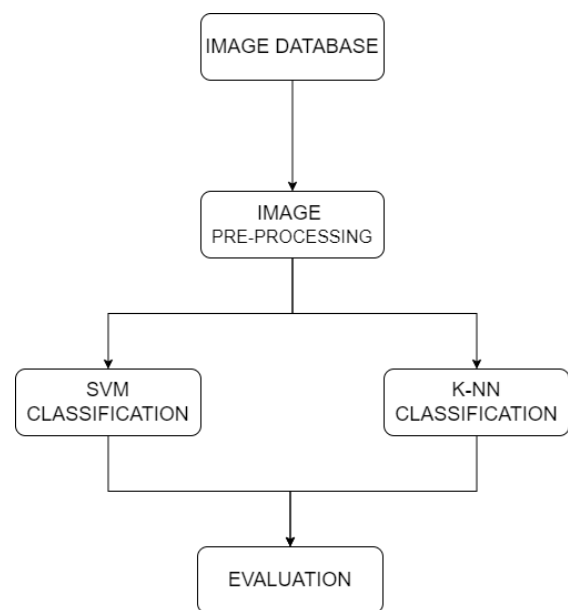 IMAGE DATABASE
IMAGE
PRE-PROCESSING
SVM
CLASSIFICATION
K-NN
CLASSIFICATION
EVALUATION